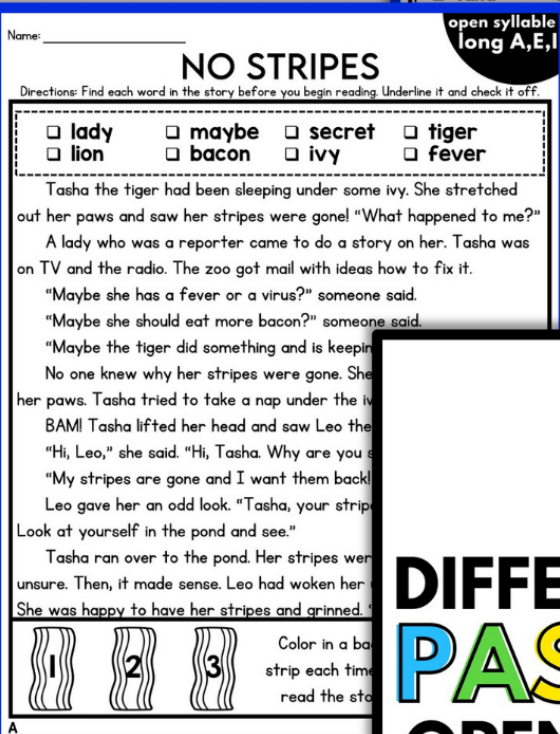 open syllable
long A,E,I
Name:
NO STRIPES
Directions: Find each word in the story before you begin reading. Underline it and check it off.
lady maybe secret tiger
lion bacon ivy fever
Tasha the tiger had been sleeping under some ivy. She stretched
out her paws and saw her stripes were gone! “What happened to me?”
A lady who was a reporter came to do a story on her. Tasha was
on TV and the radio. The zoo got mail with ideas how to fix it.
“Maybe she has a fever or a virus?” someone said.
“Maybe she should eat more bacon?” someone said.
“Maybe the tiger did something and is keepin
No one knew why her stripes were gone. She
her paws. Tasha tried to take a nap under the iv
BAM! Tasha lifted her head and saw Leo the
“Hi, Leo,” she said. “Hi, Tasha. Why are you s
“My stripes are gone and I want them back!
Leo gave her an odd look. “Tasha, your strip
Look at yourself in the pond and see.”
Tasha ran over to the pond. Her stripes wer
unsure. Then, it made sense. Leo had woken her
She was happy to have her stripes and grinned. “
1 2 3
Color in a ba
strip each time
read the sto
A
DIFFE
PAS
OPEN